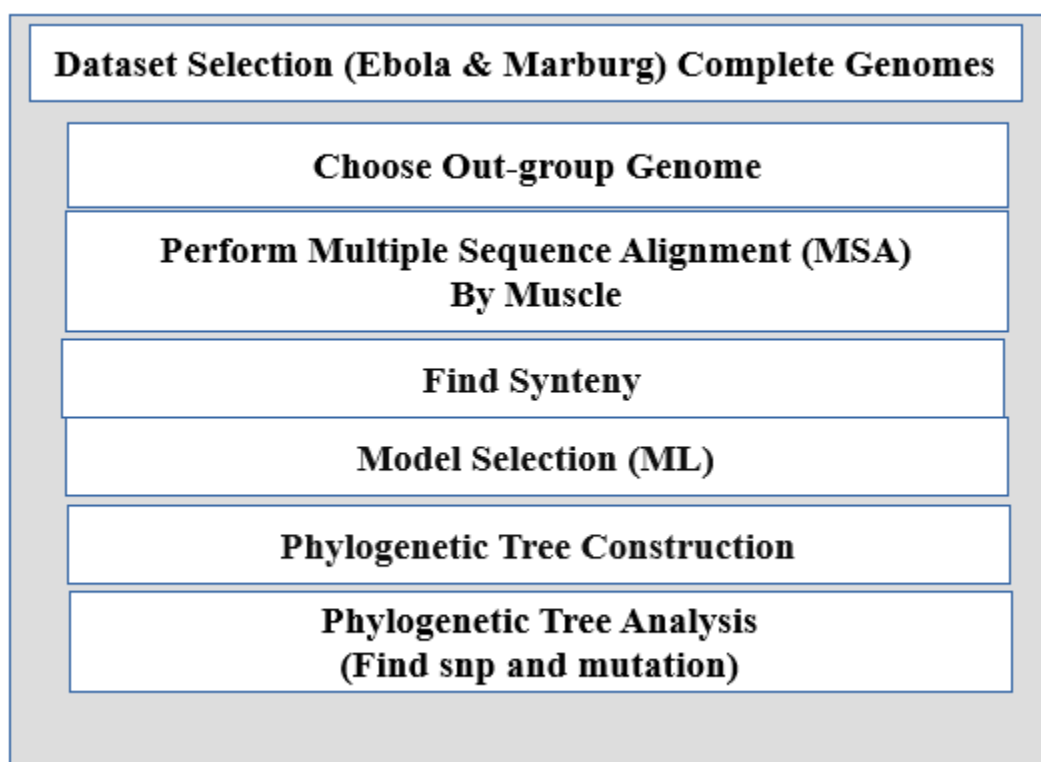 Dataset Selection (Ebola & Marburg) Complete Genomes
Choose Out-group Genome
Perform Multiple Sequence Alignment (MSA)
By Muscle
Find Synteny
Model Selection (ML)
Phylogenetic Tree Construction
Phylogenetic Tree Analysis
(Find snp and mutation)